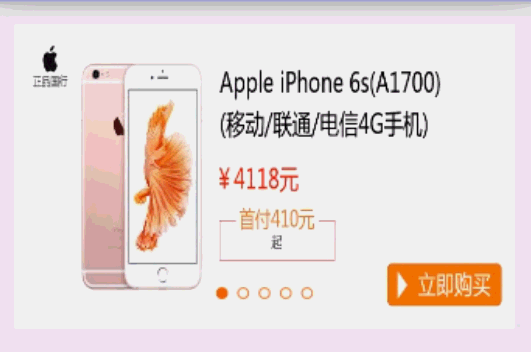 正品国行
Apple iPhone 6s(A1700)
(移动/联通/电信4G手机)
¥4118元
首付410元
起
立即购买